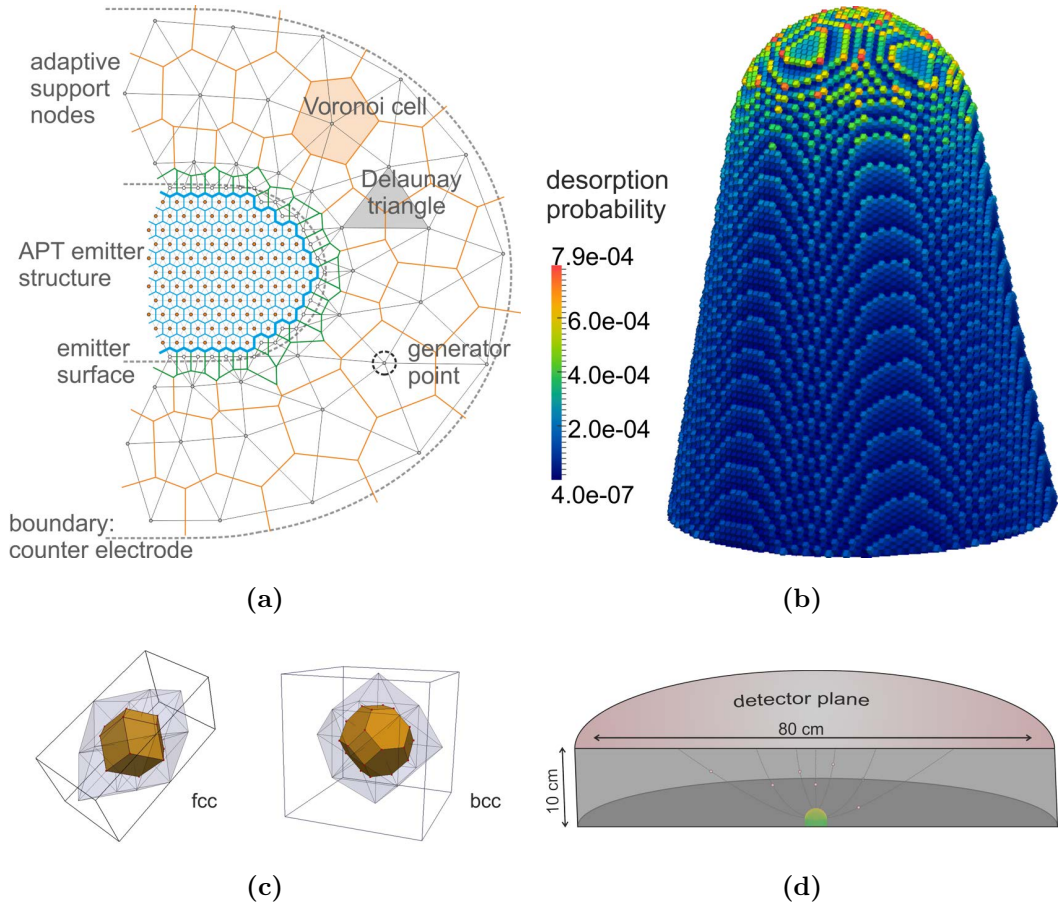 adaptive
support
nodes
Voronoi cell
Delaunay
triangle
APT emitter
structure
emitter
surface
generator
point
boundary:
counter electrode
(a)
desorption
probability
7.9e-04
6.0e-04
4.0e-04
2.0e-04
4.0e-07
(b)
fcc
bcc
(c)
detector plane
80 cm
10 cm
(d)